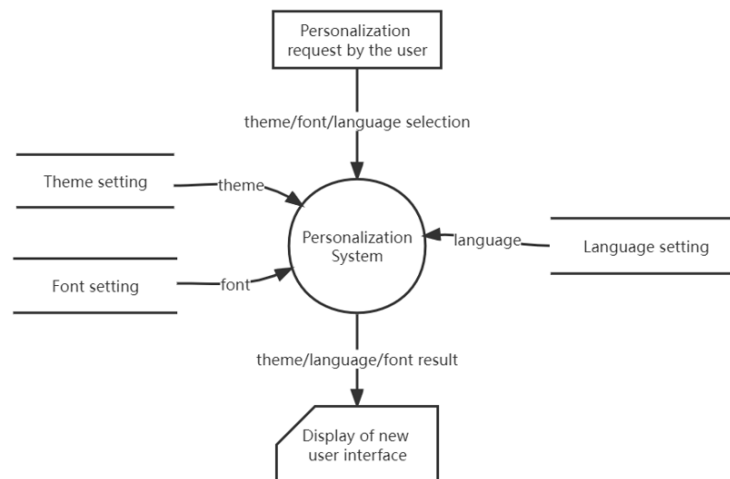 Personalization
request by the user
theme/font/language selection
Theme setting
theme
Personalization
System
language
Language setting
Font setting
font
theme/language/font result
Display of new
user interface